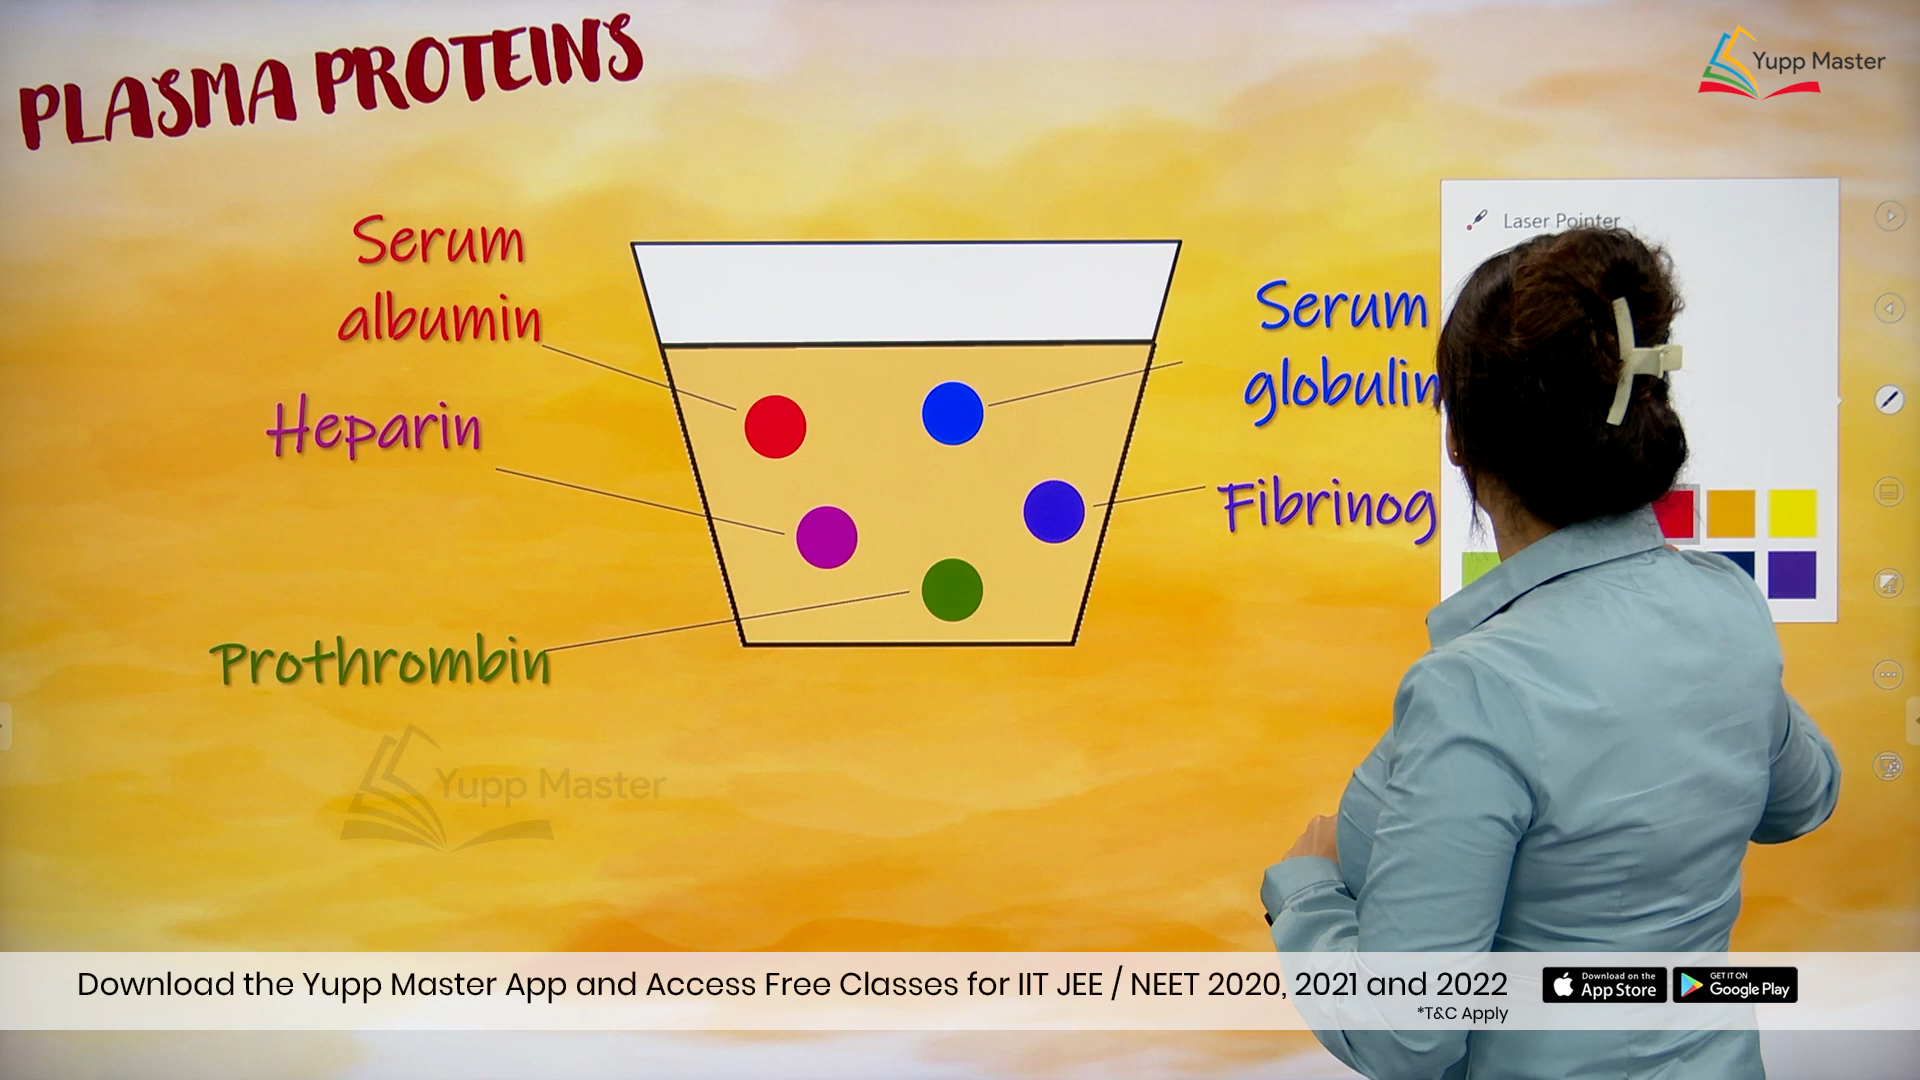 PLASMA PROTEINS
Yupp Master
Laser Pointer
Serum
albumin
Serum
globulin
Heparin
Fibrinog
Prothrombin
Yupp Master
Download the Yupp Master App and Access Free Classes for IIT JEE / NEET 2020, 2021 and 2022
*T&C Apply
Download on the
App Store
GET IT ON
Google Play